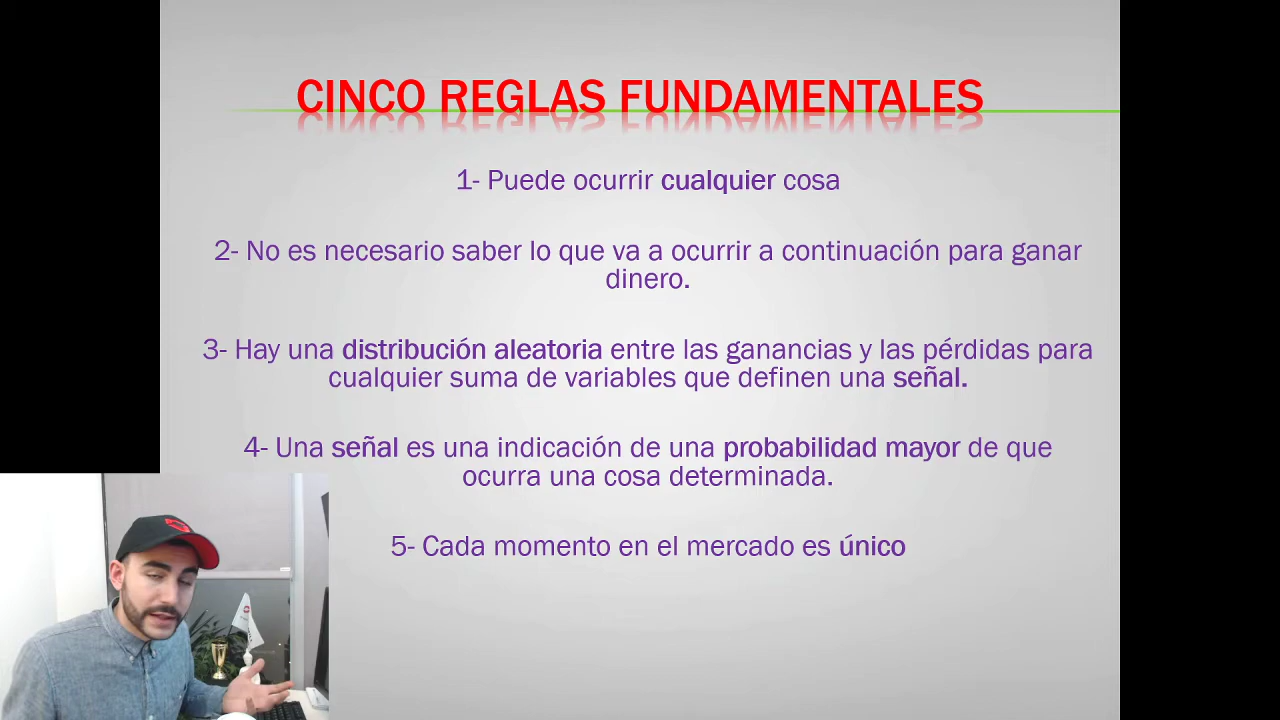 CINCO REGLAS FUNDAMENTALES
1- Puede ocurrir cualquier cosa
2- No es necesario saber lo que va a ocurrir a continuación para ganar
dinero.
3- Hay una distribución aleatoria entre las ganancias y las pérdidas para
cualquier suma de variables que definen una señal.
4- Una señal es una indicación de una probabilidad mayor de que
ocurra una cosa determinada.
5- Cada momento en el mercado es único